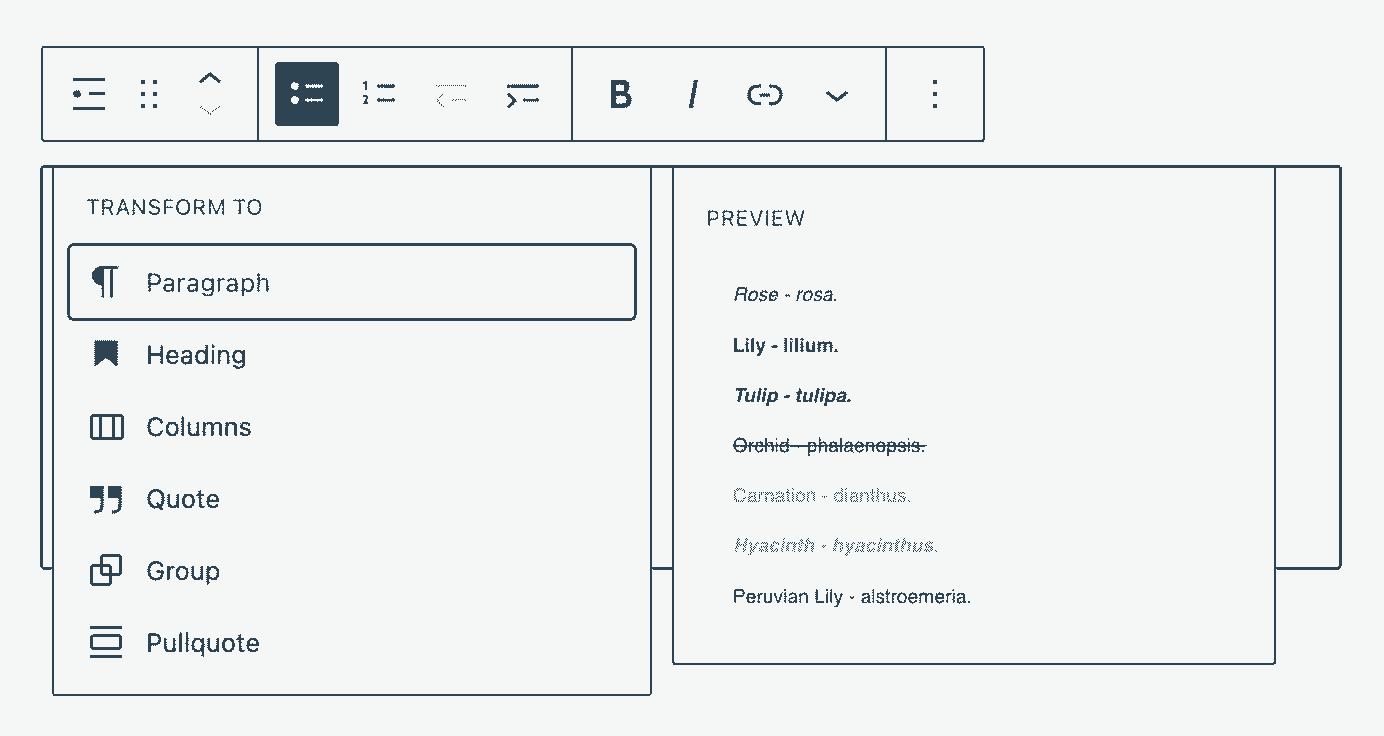 B I
TRANSFORM TO
Paragraph
Heading
Columns
Quote
Group
Pullquote
PREVIEW
Rose - rosa.
Lily - lilium.
Tulip - tulipa.
Orchid - phalaenopsis.
Carnation - dianthus.
Hyacinth - hyacinthus.
Peruvian Lily - alstroemeria.